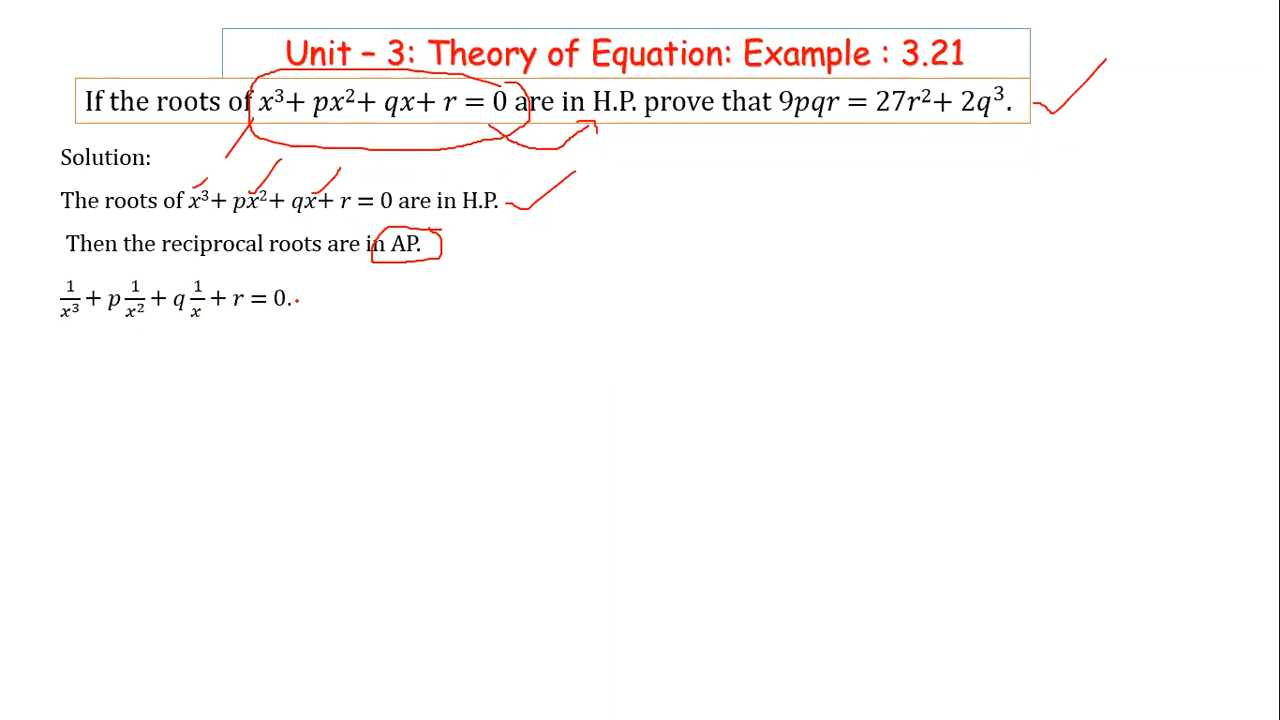 Unit – 3: Theory of Equation: Example : 3.21
If the roots of x³+ px²+ qx+ r = 0 are in H.P. prove that 9pqr = 27r²+ 2q³.
Solution:
The roots of x³+ px²+ qx+ r = 0 are in H.P.
Then the reciprocal roots are in AP.
1/x³ + p 1/x² + q 1/x + r = 0.